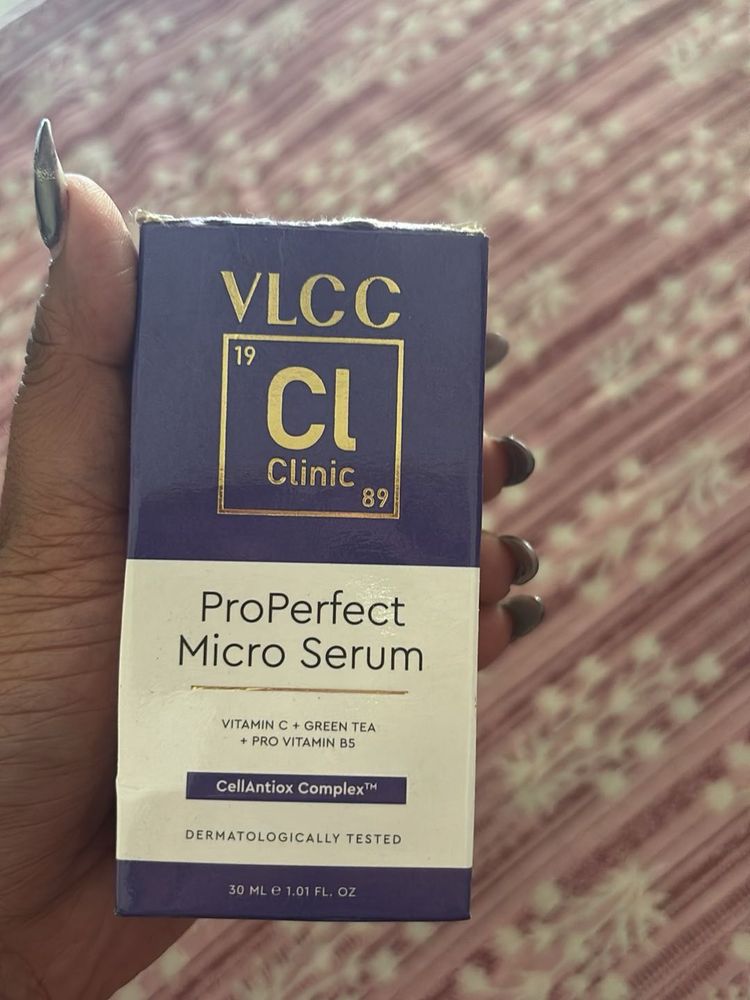 VLCC
19
Cl
Clinic
89
ProPerfect
Micro Serum
VITAMIN C + GREEN TEA
+ PRO VITAMIN B5
CellAntiox Complex™
DERMATOLOGICALLY TESTED
30 ML ℮ 1.01 FL. OZ